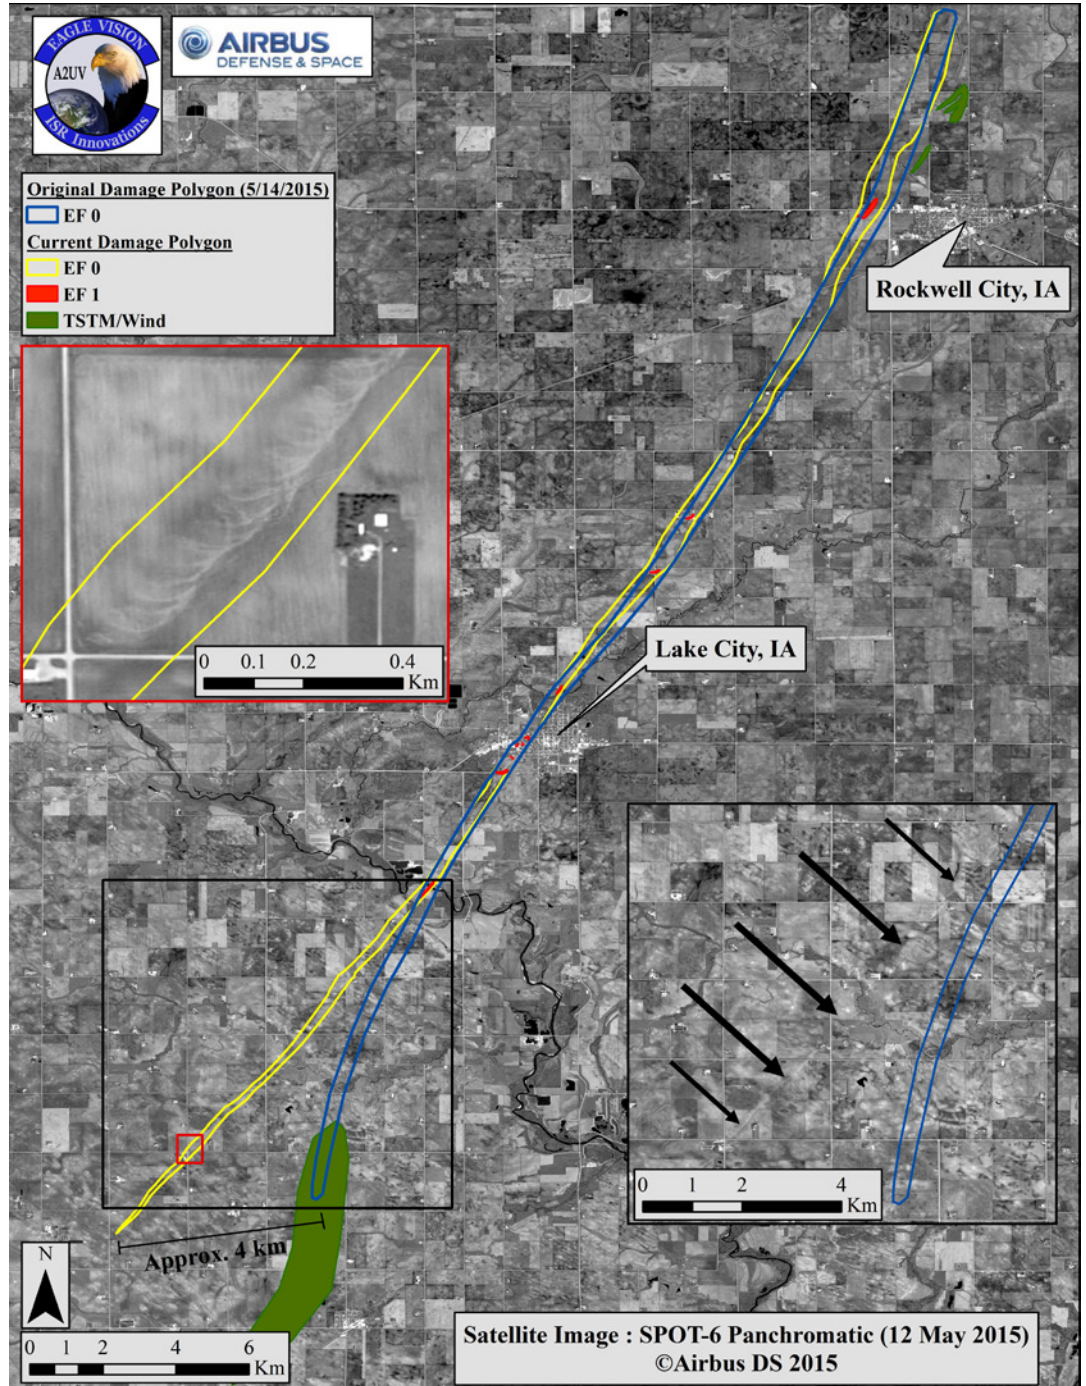 EAGLE VISION
A2UV
ISR Innovations
AIRBUS
DEFENSE & SPACE
Original Damage Polygon (5/14/2015)
EF 0
Current Damage Polygon
EF 0
EF 1
TSTM/Wind
Rockwell City, IA
0 0.1 0.2 0.4
Km
Lake City, IA
0 1 2 4
Km
Approx. 4 km
N
0 1 2 4 6
Km
Satellite Image : SPOT-6 Panchromatic (12 May 2015)
©Airbus DS 2015